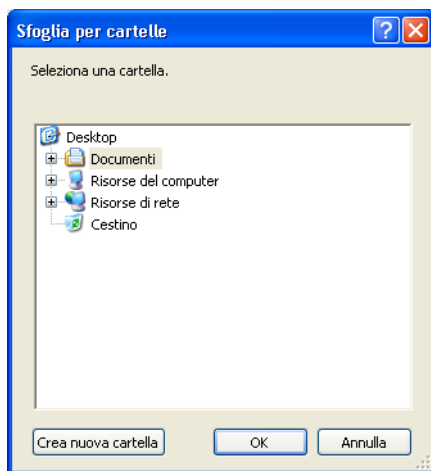 Sfoglia per cartelle
Seleziona una cartella.
Desktop
Documenti
Risorse del computer
Risorse di rete
Cestino
Crea nuova cartella OK Annulla